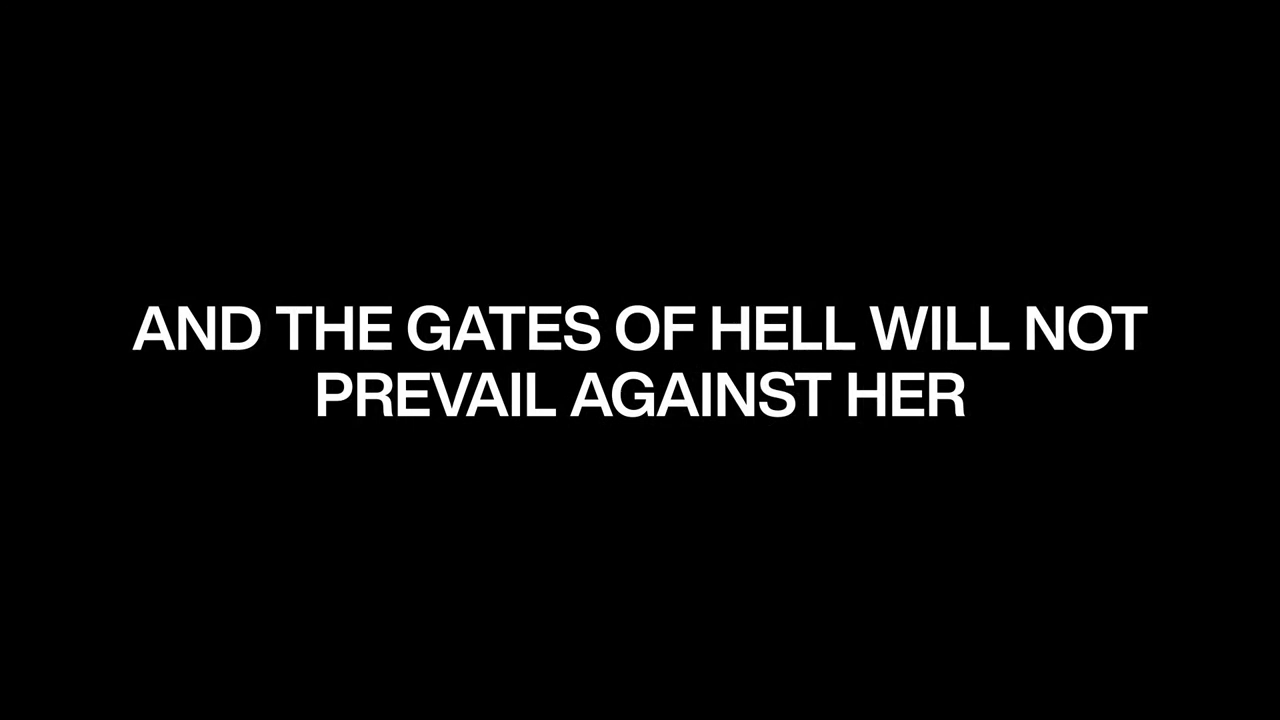 AND THE GATES OF HELL WILL NOT
PREVAIL AGAINST HER